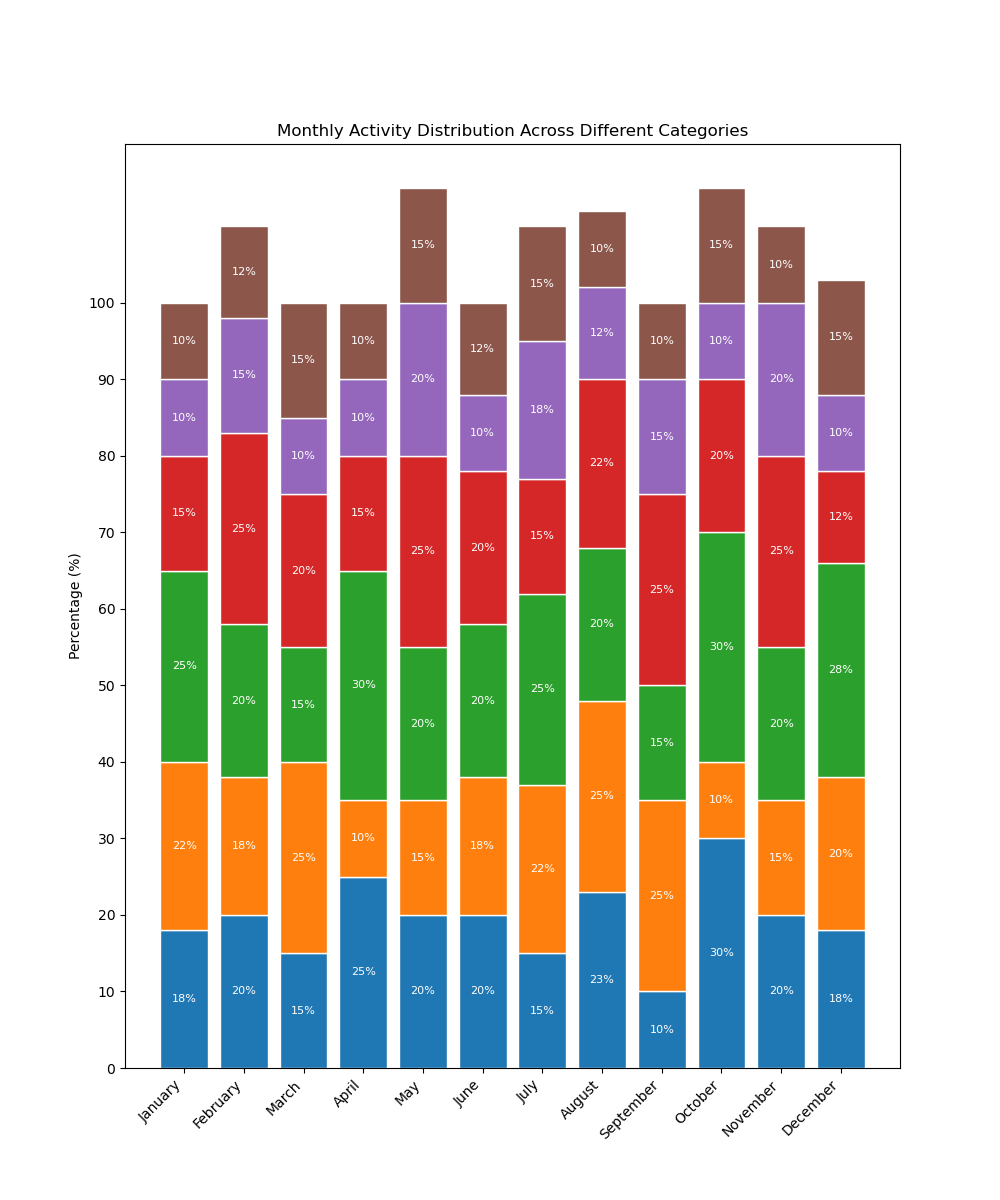 Monthly Activity Distribution Across Different Categories
Percentage (%)
100
90
80
70
60
50
40
30
20
10
0
10% 12% 15% 10% 15% 12% 15% 10% 10% 15% 10% 15%
10% 15% 10% 10% 20% 10% 18% 12% 15% 10% 20% 10%
15% 25% 20% 15% 25% 20% 15% 22% 25% 20% 25% 12%
25% 20% 15% 30% 20% 20% 25% 20% 15% 30% 20% 28%
22% 18% 25% 10% 15% 18% 22% 25% 25% 10% 15% 20%
18% 20% 15% 25% 20% 20% 15% 23% 10% 30% 20% 18%
January
February
March
April
May
June
July
August
September
October
November
December